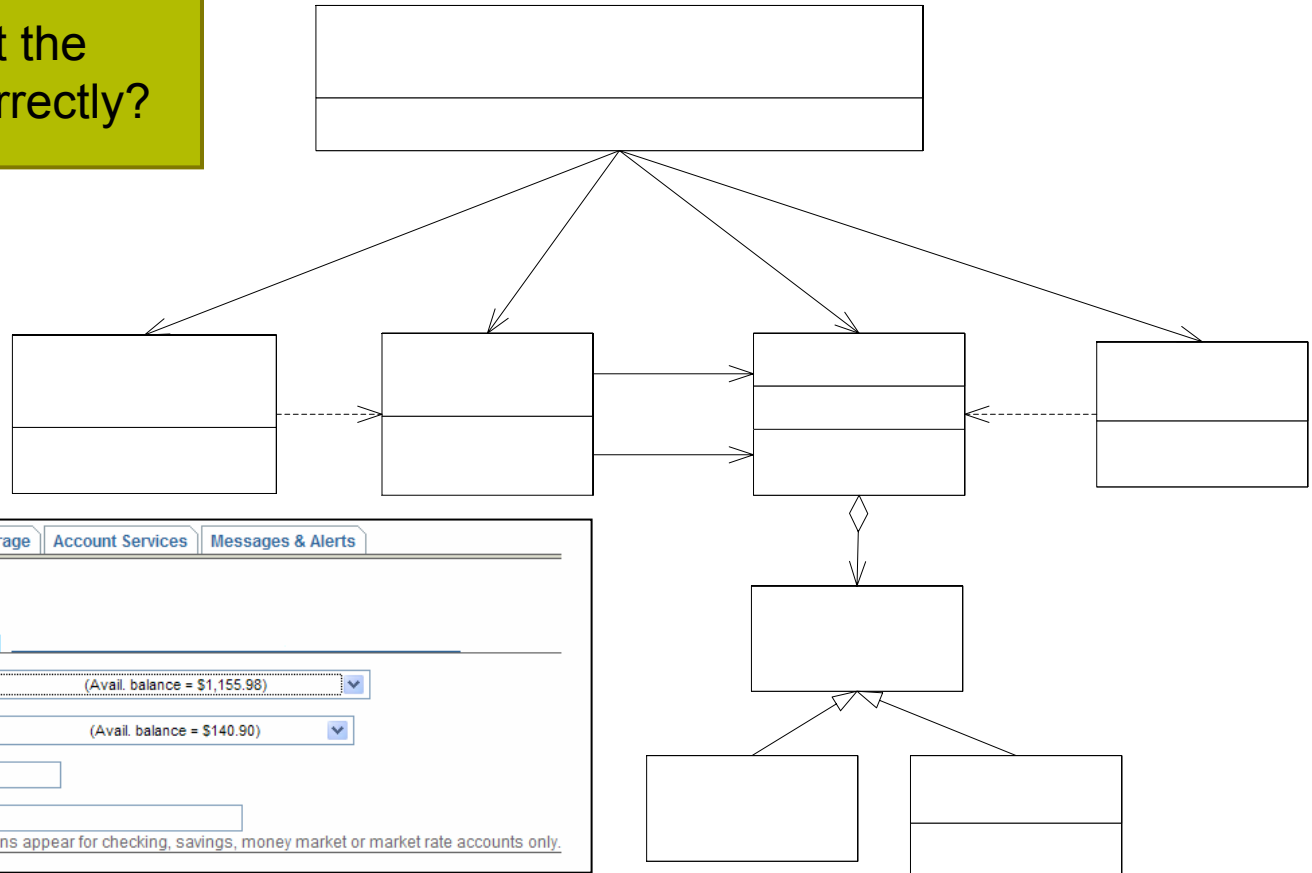 t the
rrectly?
rage Account Services Messages & Alerts
(Avail. balance = $1,155.98)
(Avail. balance = $140.90)
ns appear for checking, savings, money market or market rate accounts only.